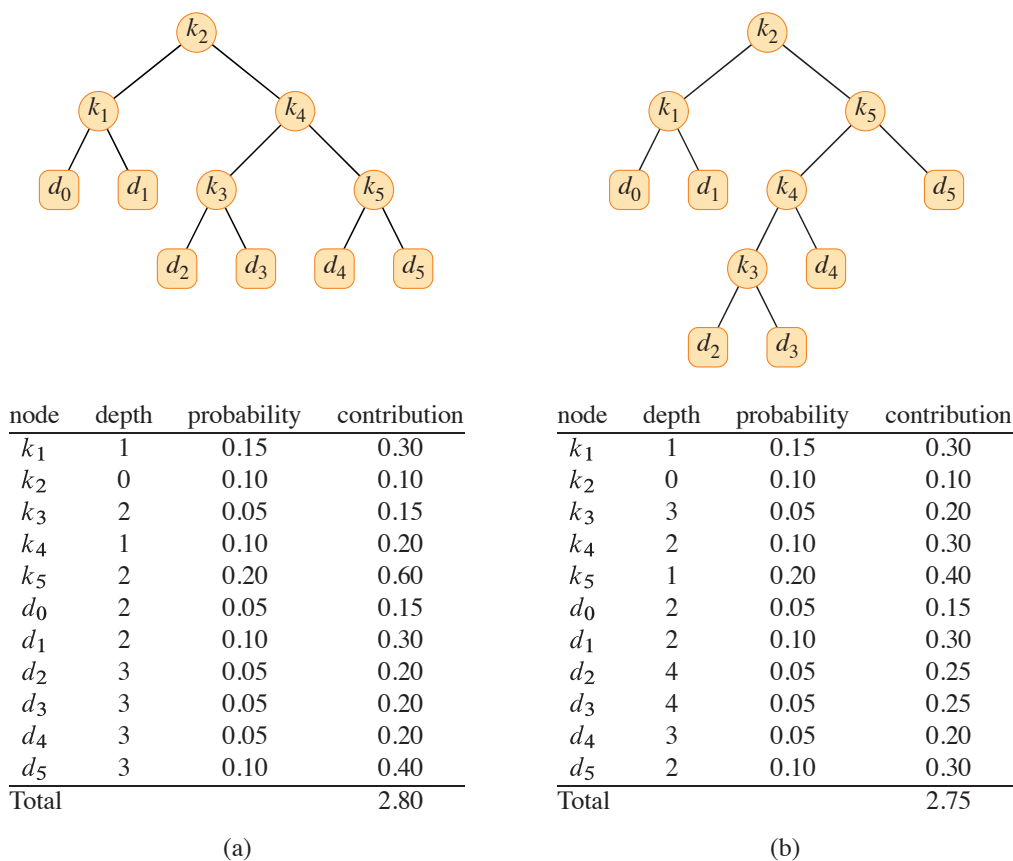 k2
k1 k4
d0 d1 k3 k5
d2 d3 d4 d5
node depth probability contribution
k1 1 0.15 0.30
k2 0 0.10 0.10
k3 2 0.05 0.15
k4 1 0.10 0.20
k5 2 0.20 0.60
d0 2 0.05 0.15
d1 2 0.10 0.30
d2 3 0.05 0.20
d3 3 0.05 0.20
d4 3 0.05 0.20
d5 3 0.10 0.40
Total 2.80
(a)
k2
k1 k5
d0 d1 k4 d5
k3 d4
d2 d3
node depth probability contribution
k1 1 0.15 0.30
k2 0 0.10 0.10
k3 3 0.05 0.20
k4 2 0.10 0.30
k5 1 0.20 0.40
d0 2 0.05 0.15
d1 2 0.10 0.30
d2 4 0.05 0.25
d3 4 0.05 0.25
d4 3 0.05 0.20
d5 2 0.10 0.30
Total 2.75
(b)